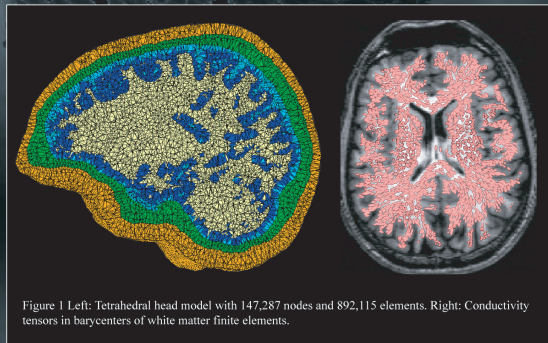 Figure 1 Left: Tetrahedral head model with 147,287 nodes and 892,115 elements. Right: Conductivity
tensors in barycenters of white matter finite elements.